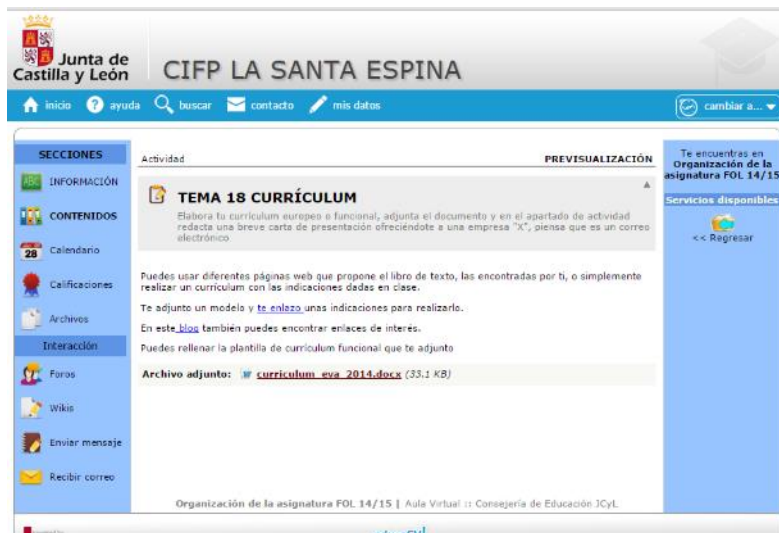 Junta de
Castilla y León
CIFP LA SANTA ESPINA
inicio ayuda buscar contacto mis datos
cambiar a...
SECCIONES
ABC INFORMACIÓN
CONTENIDOS
28 Calendario
Calificaciones
Archivos
Interacción
Foros
Wikis
Enviar mensaje
Recibir correo
Actividad PREVISUALIZACIÓN
TEMA 18 CURRÍCULUM
Elabora tu curriculum europeo o funcional, adjunta el documento y en el apartado de actividad
redacta una breve carta de presentación ofreciéndote a una empresa "X", piensa que es un correo
electrónico
Puedes usar diferentes páginas web que propone el libro de texto, las encontradas por ti, o simplemente
realizar un currículum con las indicaciones dadas en clase.
Te adjunto un modelo y te enlazo unas indicaciones para realizarlo.
En este blog también puedes encontrar enlaces de interés.
Puedes rellenar la plantilla de currículum funcional que te adjunto
Archivo adjunto: curriculum_eva_2014.docx (33.1 KB)
Organización de la asignatura FOL 14/15 | Aula Virtual :: Consejería de Educación JCyL
Te encuentras en
Organización de la
asignatura FOL 14/15
Servicios disponibles
<< Regresar